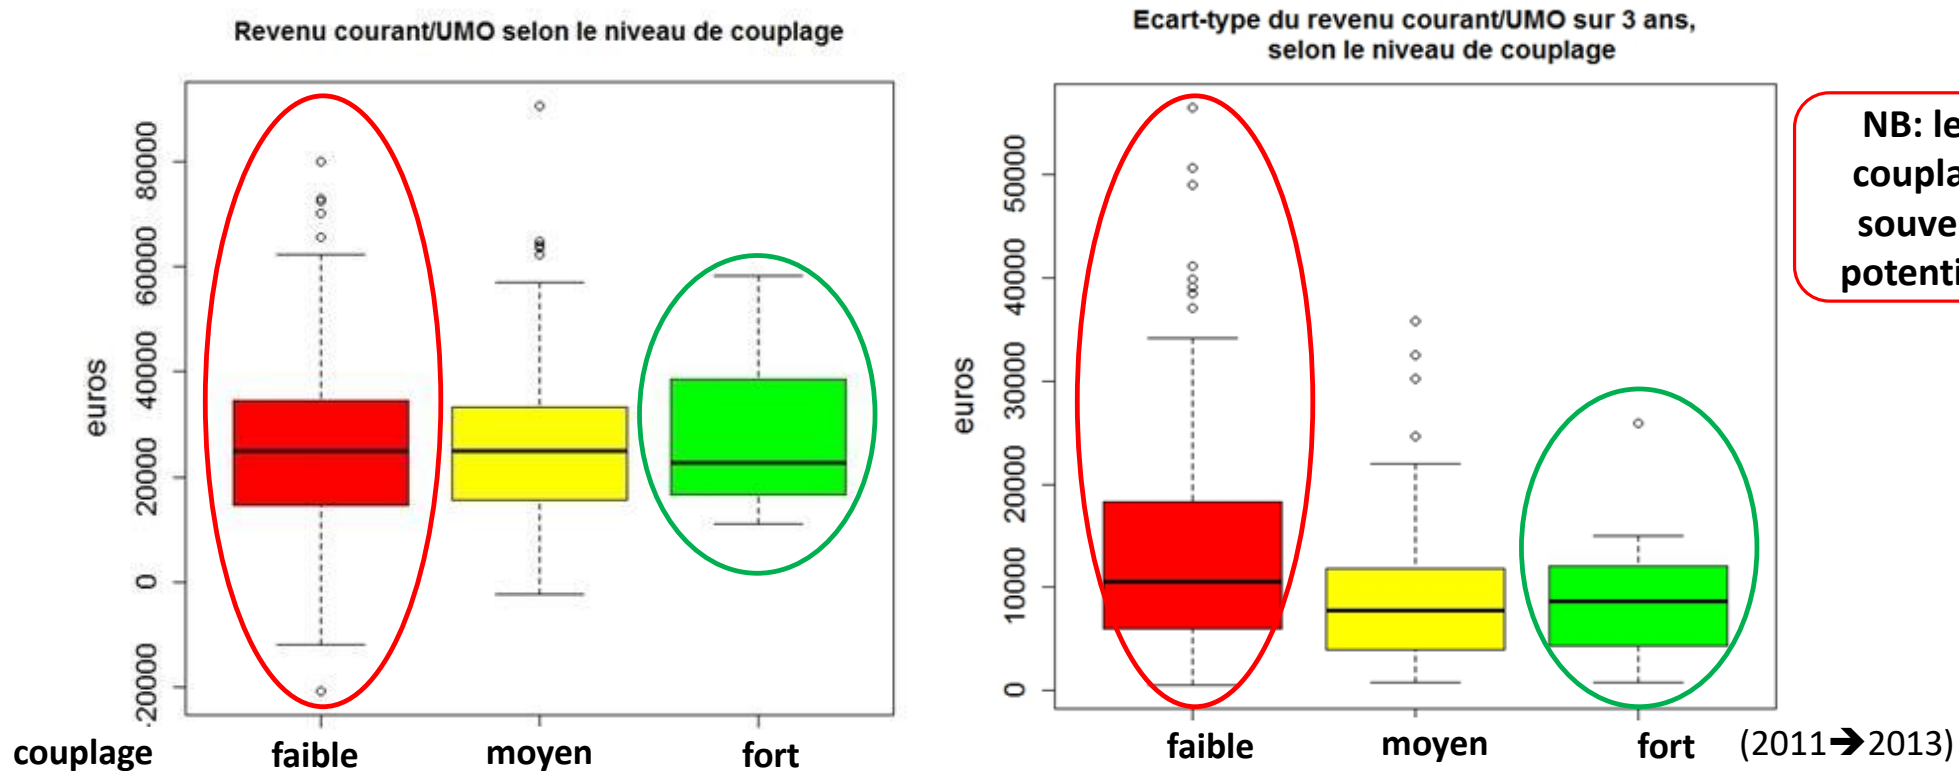 Revenu courant/UMO selon le niveau de couplage
euros
80000
60000
40000
20000
0
-20000
couplage
faible
moyen
fort
Ecart-type du revenu courant/UMO sur 3 ans,
selon le niveau de couplage
euros
50000
40000
30000
20000
10000
0
faible
moyen
fort
(2011➔2013)
NB: le
coupla
souve
potenti